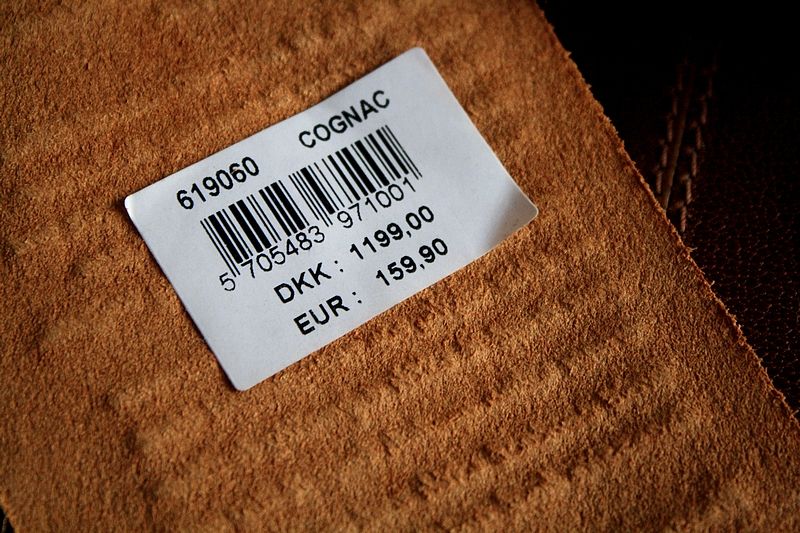 619060 COGNAC
5 705483 971001
DKK : 1199,00
EUR : 159,90